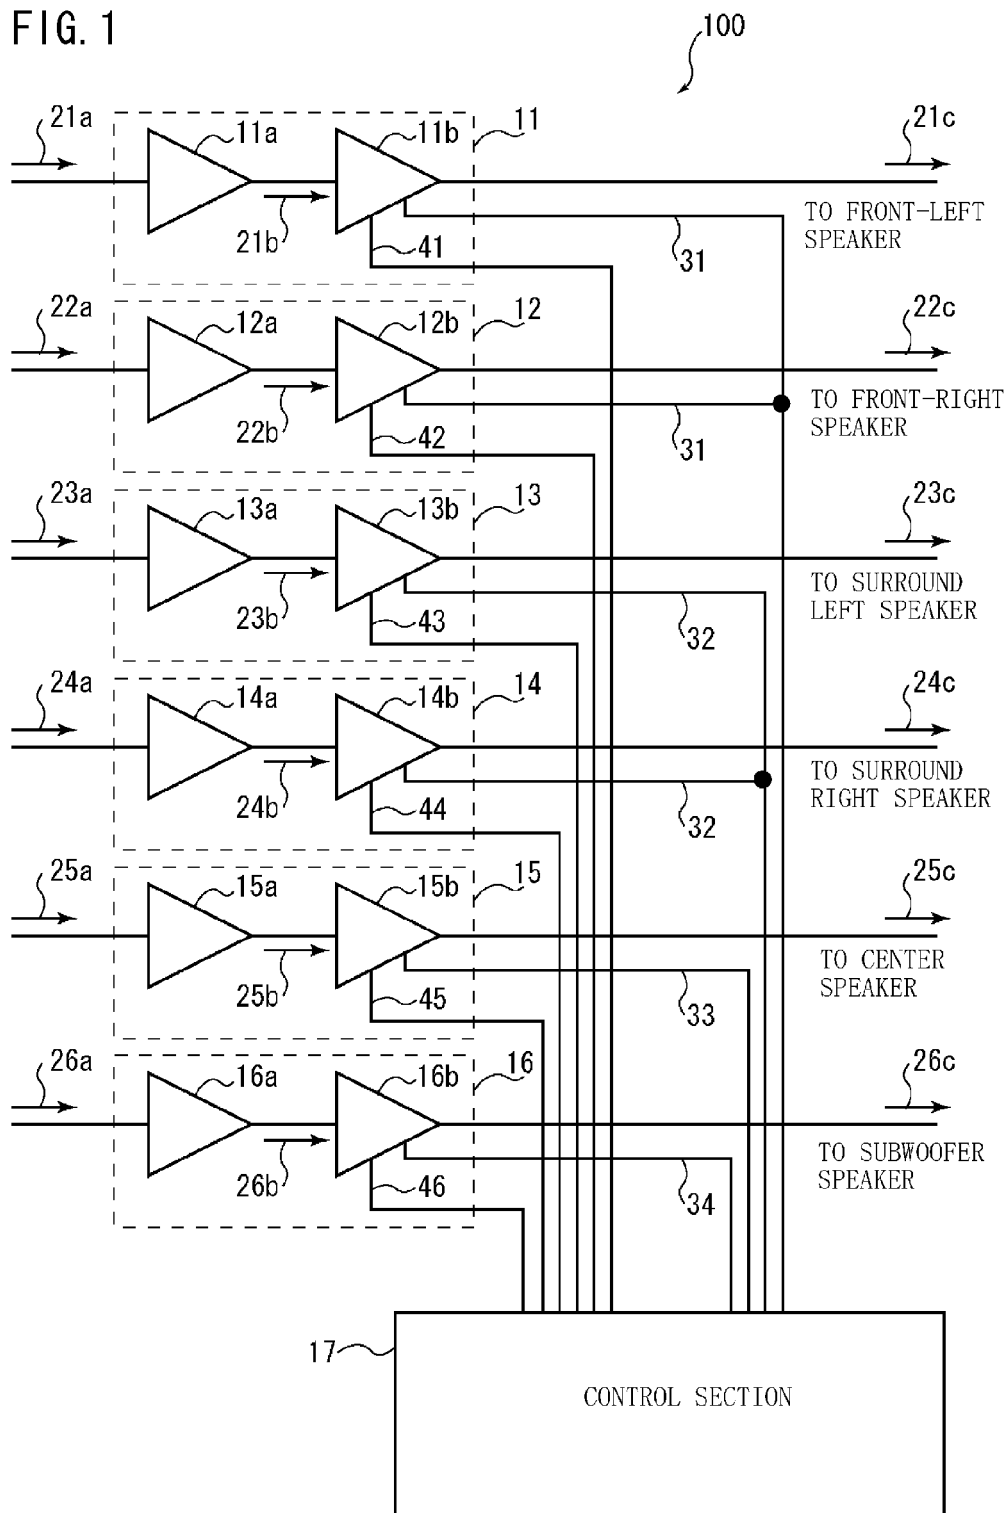 FIG. 1
100
21a 11a 11b 11 21c
21b 41 31
TO FRONT-LEFT
SPEAKER
22a 12a 12b 12 22c
22b 42 31
TO FRONT-RIGHT
SPEAKER
23a 13a 13b 13 23c
23b 43 32
TO SURROUND
LEFT SPEAKER
24a 14a 14b 14 24c
24b 44 32
TO SURROUND
RIGHT SPEAKER
25a 15a 15b 15 25c
25b 45 33
TO CENTER
SPEAKER
26a 16a 16b 16 26c
26b 46 34
TO SUBWOOFER
SPEAKER
17
CONTROL SECTION